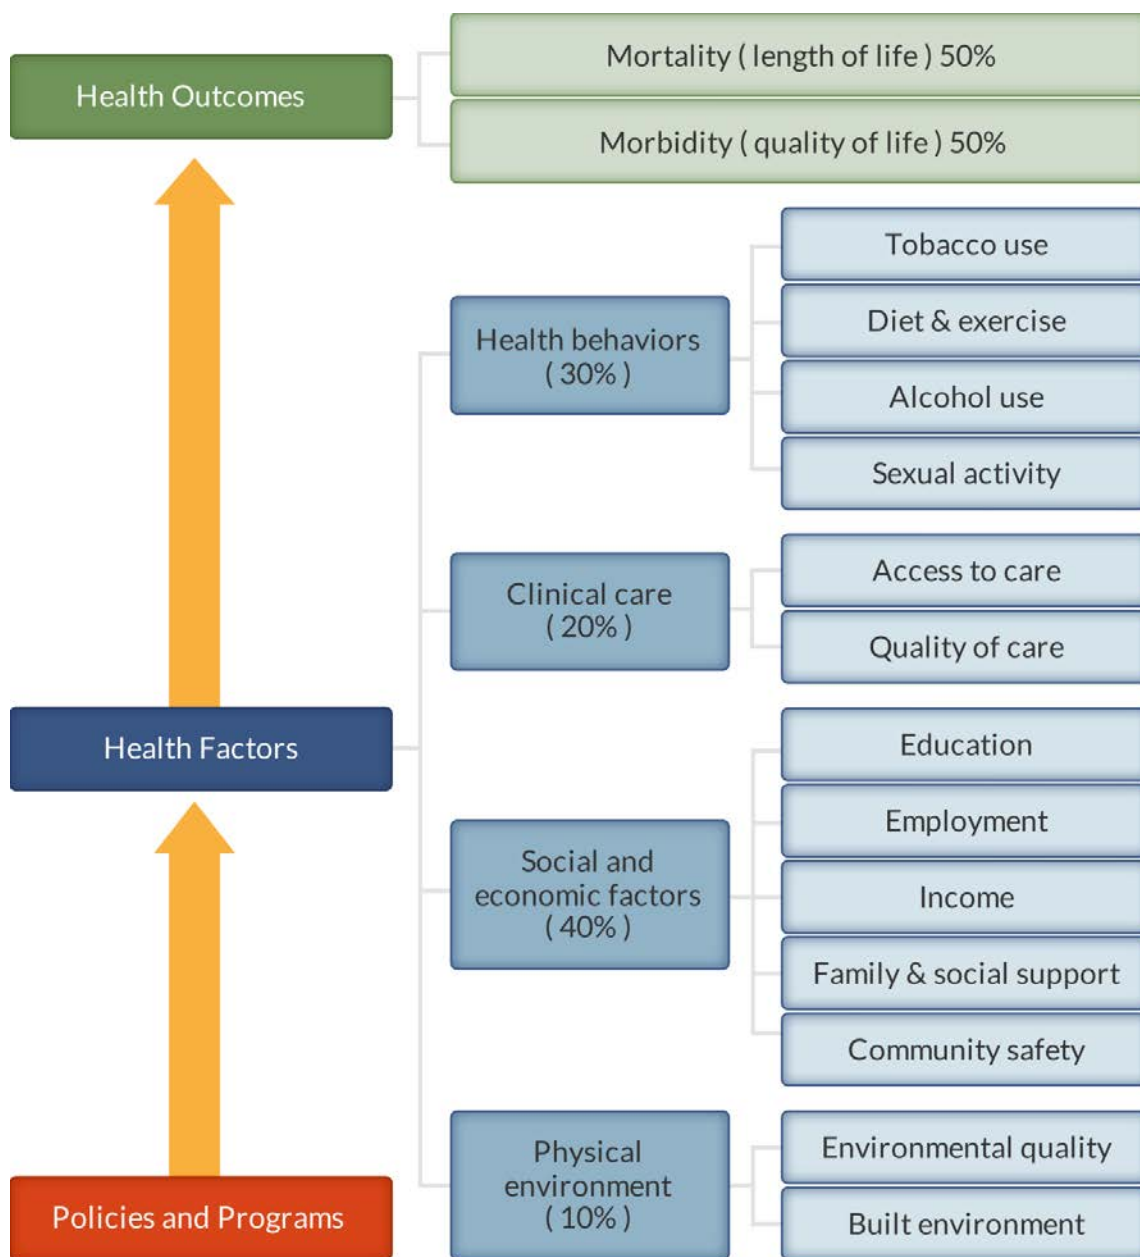 Health Outcomes
Mortality ( length of life ) 50%
Morbidity ( quality of life ) 50%
Health Factors
Health behaviors
( 30% )
Tobacco use
Diet & exercise
Alcohol use
Sexual activity
Clinical care
( 20% )
Access to care
Quality of care
Social and
economic factors
( 40% )
Education
Employment
Income
Family & social support
Community safety
Physical
environment
( 10% )
Environmental quality
Built environment
Policies and Programs